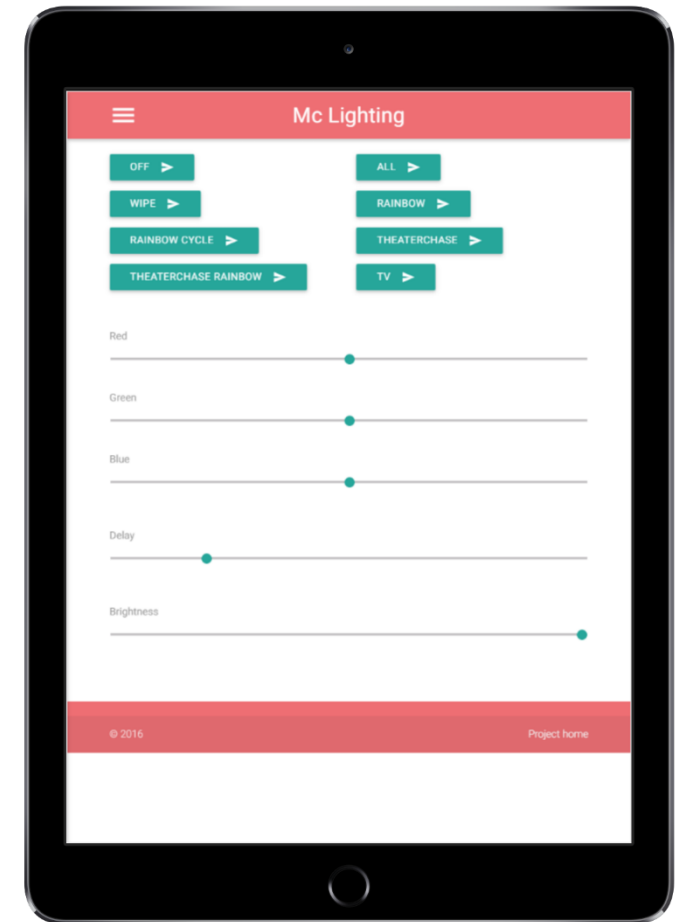 Mc Lighting
OFF
ALL
WIPE
RAINBOW
RAINBOW CYCLE
THEATERCHASE
THEATERCHASE RAINBOW
TV
Red
Green
Blue
Delay
Brightness
© 2016
Project home